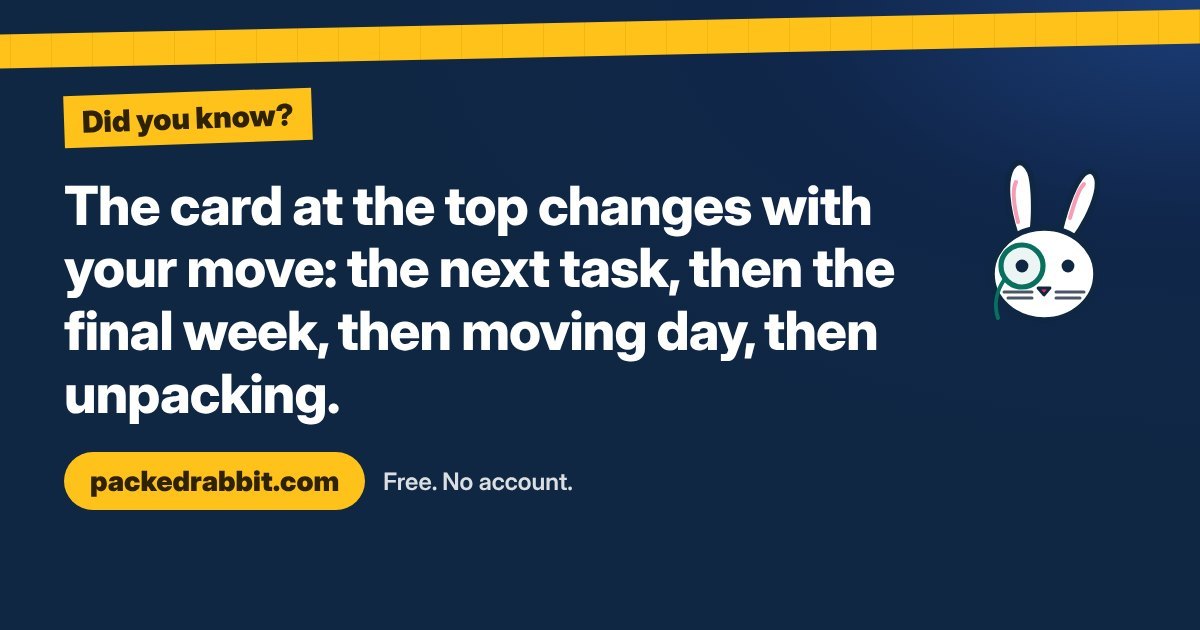 Did you know?
The card at the top changes with
your move: the next task, then the
final week, then moving day, then
unpacking.
packedrabbit.com
Free. No account.